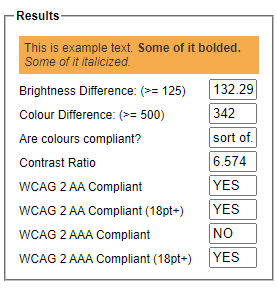 Results
This is example text. Some of it bolded.
Some of it italicized.
Brightness Difference: (>= 125) 132.29
Colour Difference: (>= 500) 342
Are colours compliant? sort of.
Contrast Ratio 6.574
WCAG 2 AA Compliant YES
WCAG 2 AA Compliant (18pt+) YES
WCAG 2 AAA Compliant NO
WCAG 2 AAA Compliant (18pt+) YES